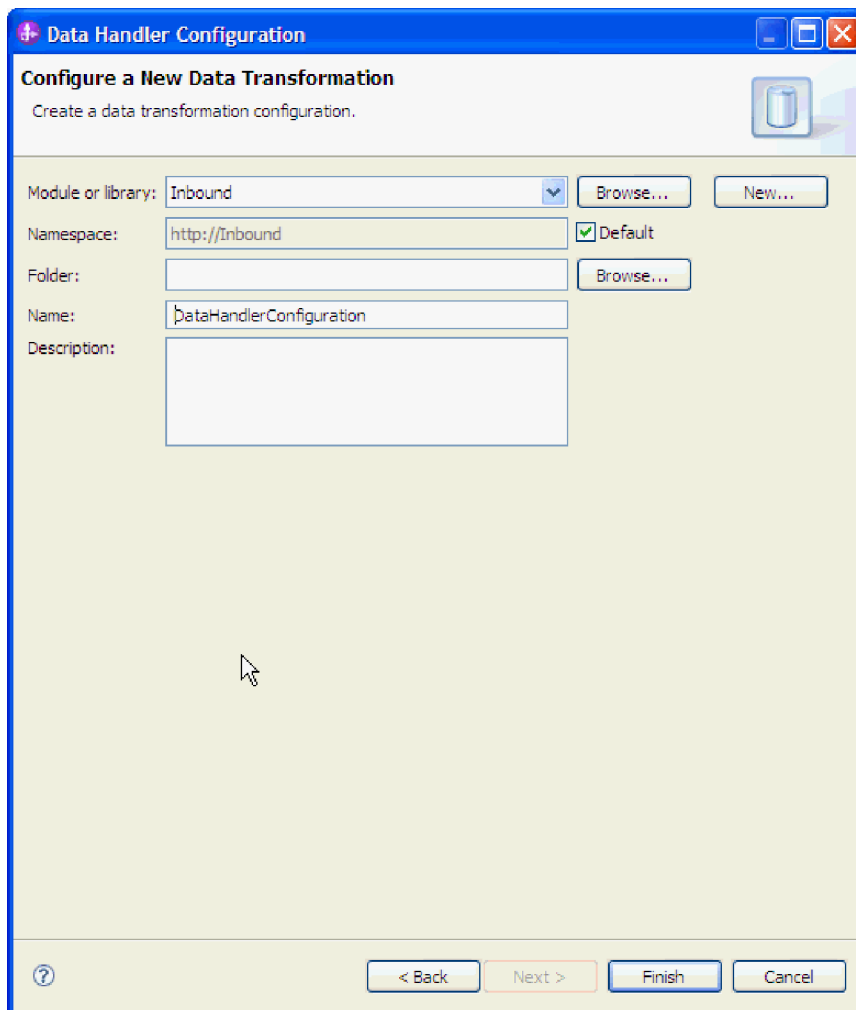 Data Handler Configuration
Configure a New Data Transformation
Create a data transformation configuration.
Module or library: Inbound Browse... New...
Namespace: http://Inbound Default
Folder: Browse...
Name: DataHandlerConfiguration
Description:
? < Back Next > Finish Cancel